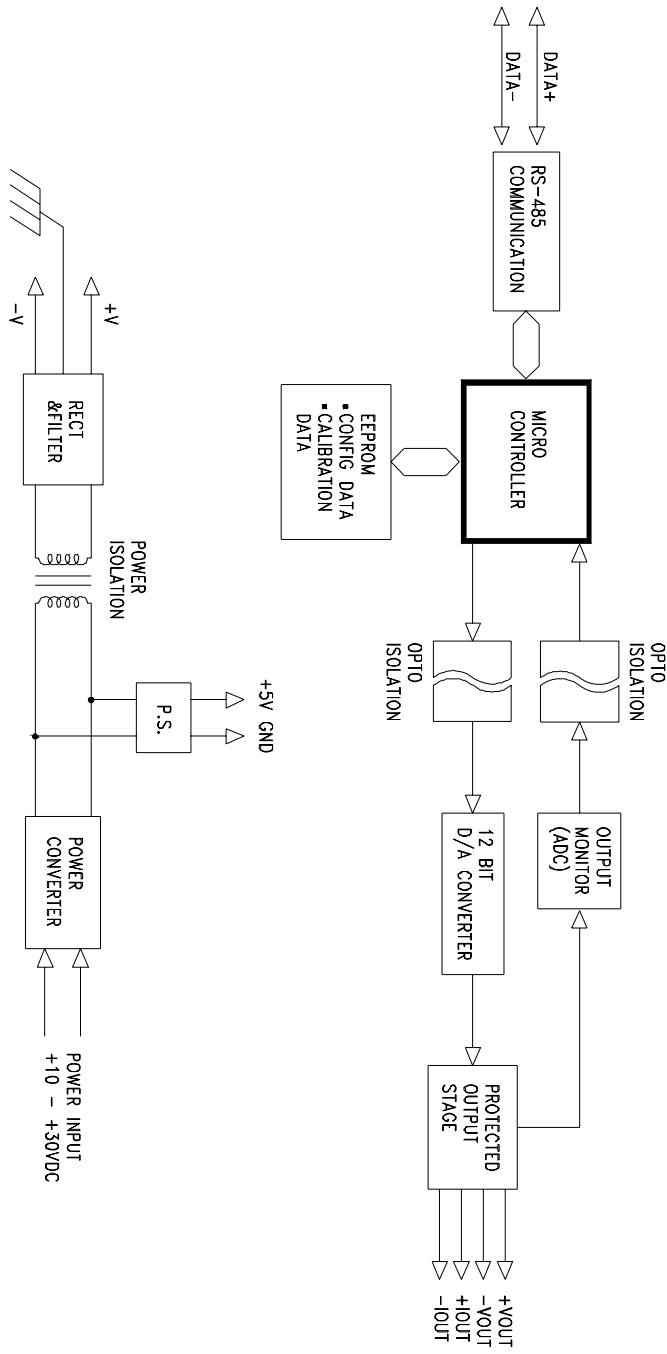 DATA+
DATA-
RS-485
COMMUNICATION
MICRO
CONTROLLER
EEPROM
▪ CONFIG DATA
▪ CALIBRATION
DATA
OPTO
ISOLATION
OPTO
ISOLATION
OUTPUT
MONITOR
(ADC)
12 BIT
D/A CONVERTER
PROTECTED
OUTPUT
STAGE
+VOUT
-VOUT
+IOUT
-IOUT
+V
-V
RECT
&FILTER
POWER
ISOLATION
+5V GND
P.S.
POWER
CONVERTER
POWER INPUT
+10 - +30VDC